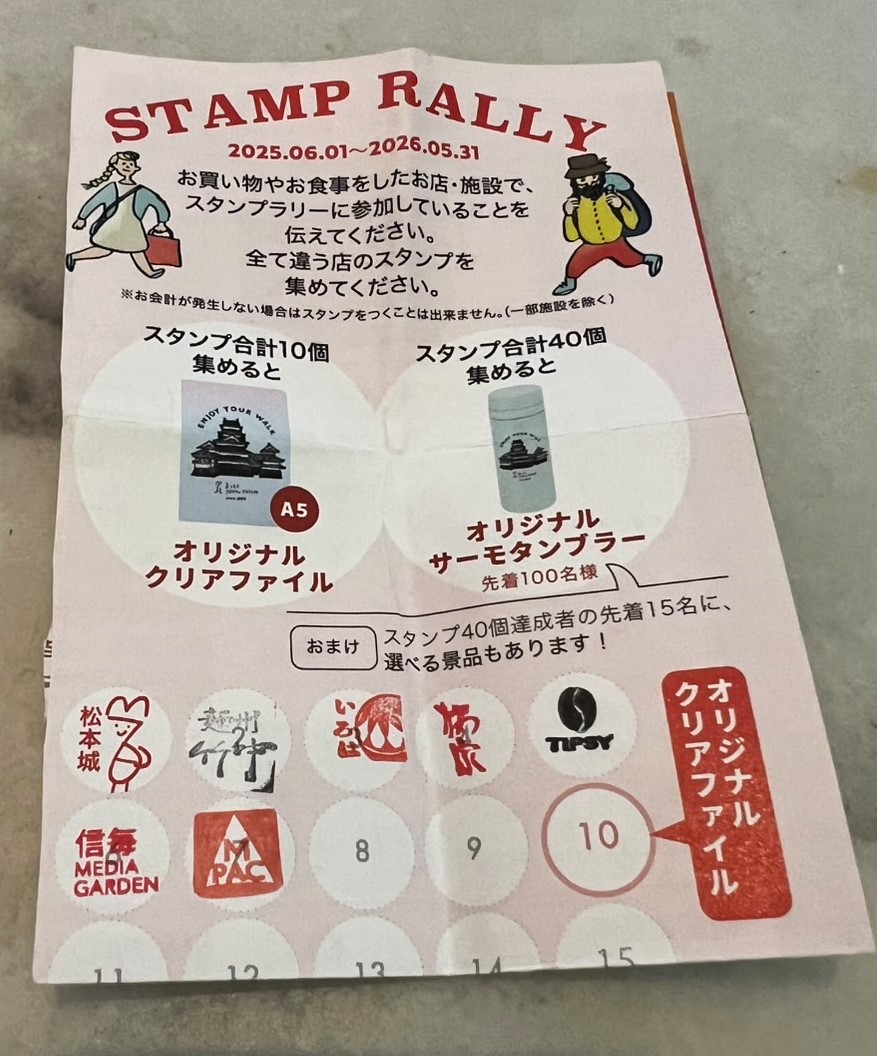 STAMP RALLY
2025.06.01～2026.05.31
お買い物やお食事をしたお店・施設で、
スタンプラリーに参加していることを
伝えてください。
全て違う店のスタンプを
集めてください。
※お会計が発生しない場合はスタンプをつくことは出来ません。(一部施設を除く)
スタンプ合計10個
集めると
ENJOY YOUR WALK
A5
オリジナル
クリアファイル
スタンプ合計40個
集めると
オリジナル
サーモタンブラー
先着100名様
おまけ
スタンプ40個達成者の先着15名に、
選べる景品もあります！
松本城
いろは
TIPSY
オリジナル
クリアファイル
信毎
MEDIA
GARDEN
M
PAC
8
9
10
11
12
13
14
15